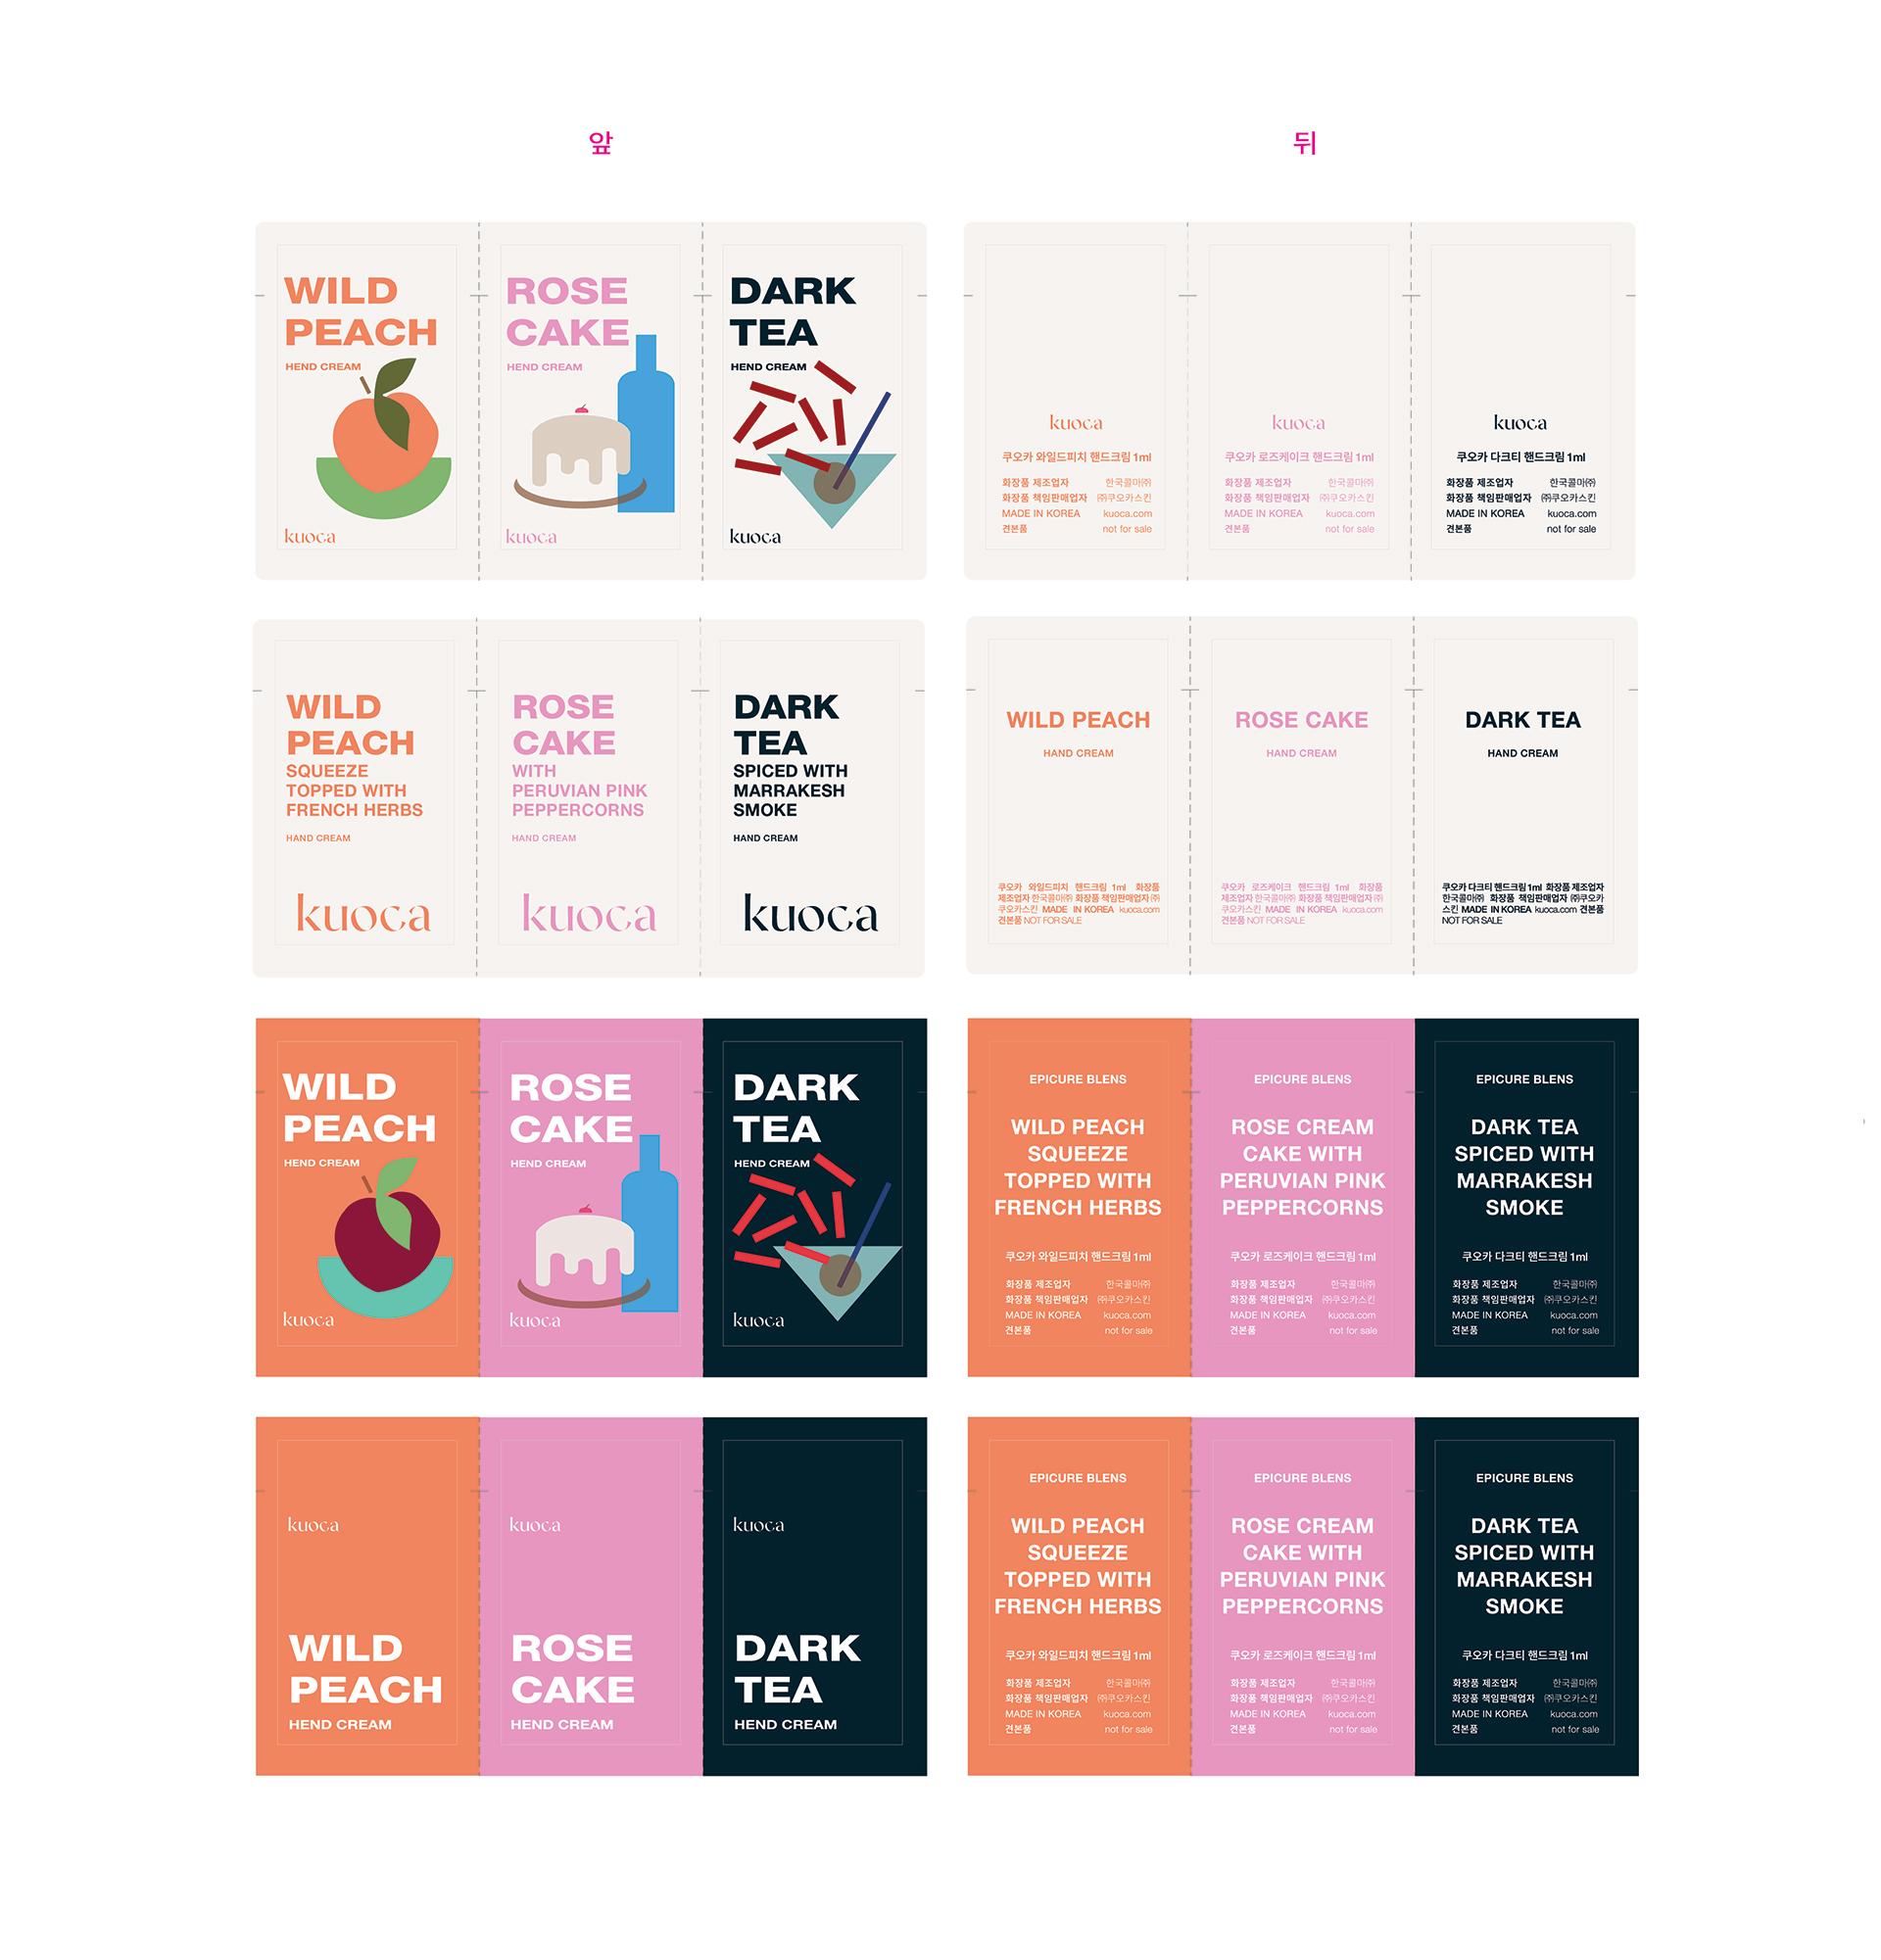 앞
뒤
WILD
PEACH
HEND CREAM
kuoca
ROSE
CAKE
HEND CREAM
kuoca
DARK
TEA
HEND CREAM
kuoca
kuoca
쿠오카 와일드피치 핸드크림 1ml
화장품 제조업자 한국콜마㈜
화장품 책임판매업자 ㈜쿠오카스킨
MADE IN KOREA kuoca.com
견본품 not for sale
kuoca
쿠오카 로즈케이크 핸드크림 1ml
화장품 제조업자 한국콜마㈜
화장품 책임판매업자 ㈜쿠오카스킨
MADE IN KOREA kuoca.com
견본품 not for sale
kuoca
쿠오카 다크티 핸드크림 1ml
화장품 제조업자 한국콜마㈜
화장품 책임판매업자 ㈜쿠오카스킨
MADE IN KOREA kuoca.com
견본품 not for sale
WILD
PEACH
SQUEEZE
TOPPED WITH
FRENCH HERBS
HAND CREAM
kuoca
ROSE
CAKE
WITH
PERUVIAN PINK
PEPPERCORNS
HAND CREAM
kuoca
DARK
TEA
SPICED WITH
MARRAKESH
SMOKE
HAND CREAM
kuoca
WILD PEACH
HAND CREAM
쿠오카 와일드피치 핸드크림 1ml 화장품
제조업자 한국콜마㈜ 화장품 책임판매업자 ㈜
쿠오카스킨 MADE IN KOREA kuoca.com
견본품 NOT FOR SALE
ROSE CAKE
HAND CREAM
쿠오카 로즈케이크 핸드크림 1ml 화장품
제조업자 한국콜마㈜ 화장품 책임판매업자 ㈜
쿠오카스킨 MADE IN KOREA kuoca.com
견본품 NOT FOR SALE
DARK TEA
HAND CREAM
쿠오카 다크티 핸드크림 1ml 화장품 제조업자
한국콜마㈜ 화장품 책임판매업자 ㈜쿠오카
스킨 MADE IN KOREA kuoca.com 견본품
NOT FOR SALE
WILD
PEACH
HEND CREAM
kuoca
ROSE
CAKE
HEND CREAM
kuoca
DARK
TEA
HEND CREAM
kuoca
EPICURE BLENS
WILD PEACH
SQUEEZE
TOPPED WITH
FRENCH HERBS
쿠오카 와일드피치 핸드크림 1ml
화장품 제조업자 한국콜마㈜
화장품 책임판매업자 ㈜쿠오카스킨
MADE IN KOREA kuoca.com
견본품 not for sale
EPICURE BLENS
ROSE CREAM
CAKE WITH
PERUVIAN PINK
PEPPERCORNS
쿠오카 로즈케이크 핸드크림 1ml
화장품 제조업자 한국콜마㈜
화장품 책임판매업자 ㈜쿠오카스킨
MADE IN KOREA kuoca.com
견본품 not for sale
EPICURE BLENS
DARK TEA
SPICED WITH
MARRAKESH
SMOKE
쿠오카 다크티 핸드크림 1ml
화장품 제조업자 한국콜마㈜
화장품 책임판매업자 ㈜쿠오카스킨
MADE IN KOREA kuoca.com
견본품 not for sale
kuoca
WILD
PEACH
HEND CREAM
kuoca
ROSE
CAKE
HEND CREAM
kuoca
DARK
TEA
HEND CREAM
EPICURE BLENS
WILD PEACH
SQUEEZE
TOPPED WITH
FRENCH HERBS
쿠오카 와일드피치 핸드크림 1ml
화장품 제조업자 한국콜마㈜
화장품 책임판매업자 ㈜쿠오카스킨
MADE IN KOREA kuoca.com
견본품 not for sale
EPICURE BLENS
ROSE CREAM
CAKE WITH
PERUVIAN PINK
PEPPERCORNS
쿠오카 로즈케이크 핸드크림 1ml
화장품 제조업자 한국콜마㈜
화장품 책임판매업자 ㈜쿠오카스킨
MADE IN KOREA kuoca.com
견본품 not for sale
EPICURE BLENS
DARK TEA
SPICED WITH
MARRAKESH
SMOKE
쿠오카 다크티 핸드크림 1ml
화장품 제조업자 한국콜마㈜
화장품 책임판매업자 ㈜쿠오카스킨
MADE IN KOREA kuoca.com
견본품 not for sale